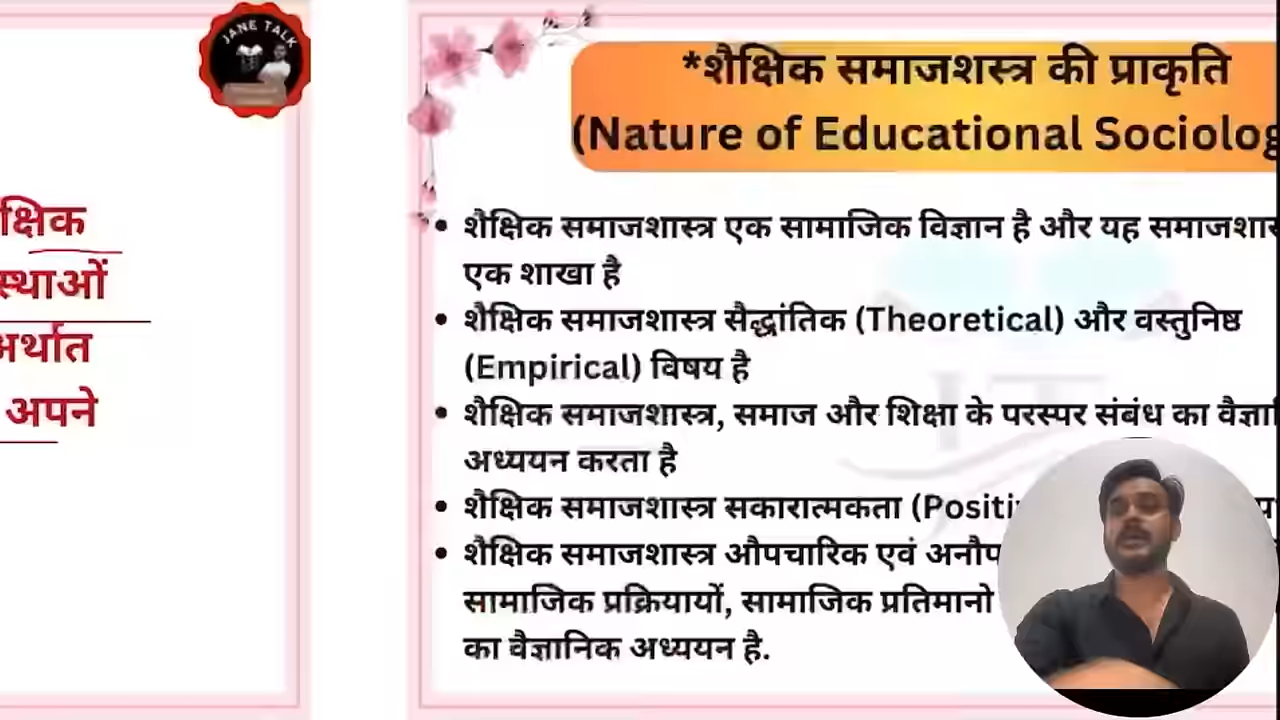 JANE TALK
क्षिक
स्थाओं
अर्थात
अपने
*शैक्षिक समाजशस्त्र की प्राकृति
(Nature of Educational Sociolog
शैक्षिक समाजशास्त्र एक सामाजिक विज्ञान है और यह समाजशास
एक शाखा है
शैक्षिक समाजशास्त्र सैद्धांतिक (Theoretical) और वस्तुनिष्ठ
(Empirical) विषय है
शैक्षिक समाजशास्त्र, समाज और शिक्षा के परस्पर संबंध का वैज्ञा
अध्ययन करता है
शैक्षिक समाजशास्त्र सकारात्मकता (Positi
शैक्षिक समाजशास्त्र औपचारिक एवं अनौप
सामाजिक प्रक्रियायों, सामाजिक प्रतिमानो
का वैज्ञानिक अध्ययन है.